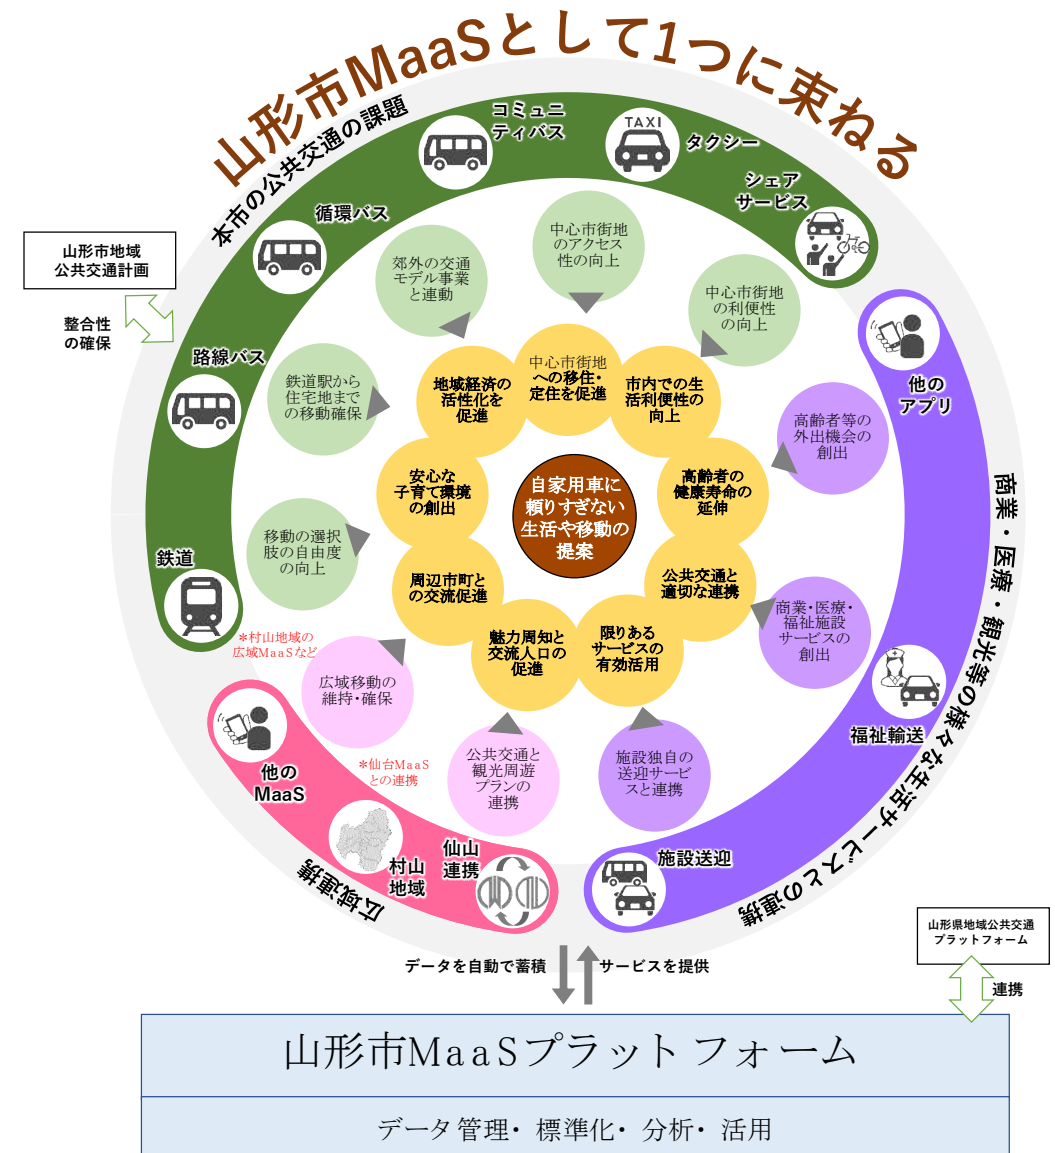 山形市MaaSとして1つに束ねる
本市の公共交通の課題
コミュニ
ティバス
TAXI
タクシー
シェア
サービス
循環バス
路線バス
鉄道
山形市地域
公共交通計画
整合性
の確保
中心市街地
のアクセス
性の向上
郊外の交通
モデル事業
と連動
中心市街地
の利便性
の向上
鉄道駅から
住宅地まで
の移動確保
移動の選択
肢の自由度
の向上
他の
アプリ
高齢者等の
外出機会の
創出
商業・医療・
福祉施設
サービスの
創出
施設独自の
送迎サービ
スと連携
福祉輸送
施設送迎
商業・医療・観光等の様々な生活サービスとの連携
中心市街地
への移住・
定住を促進
市内での生
活利便性の
向上
高齢者の
健康寿命の
延伸
公共交通と
適切な連携
限りある
サービスの
有効活用
魅力周知と
交流人口の
促進
周辺市町と
の交流促進
安心な
子育て環境
の創出
地域経済の
活性化を
促進
自家用車に
頼りすぎない
生活や移動の
提案
*村山地域の
広域MaaSなど
広域移動の
維持・確保
*仙台MaaS
との連携
公共交通と
観光周遊
プランの
連携
他の
MaaS
村山
地域
仙山
連携
広域連携
データを自動で蓄積
サービスを提供
山形県地域公共交通
プラットフォーム
連携
山形市MaaSプラットフォーム
データ管理・標準化・分析・活用